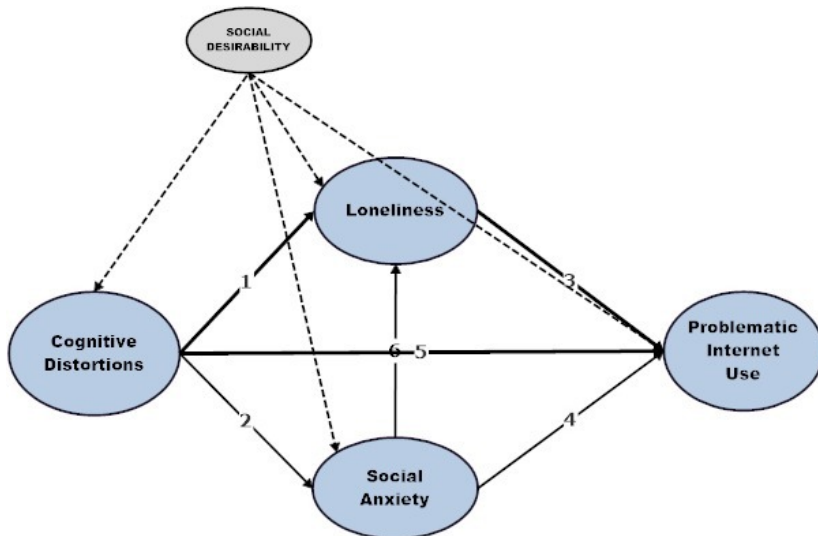 SOCIAL
DESIRABILITY
Loneliness
1
3
Cognitive
Distortions
6
5
Problematic
Internet
Use
2
4
Social
Anxiety